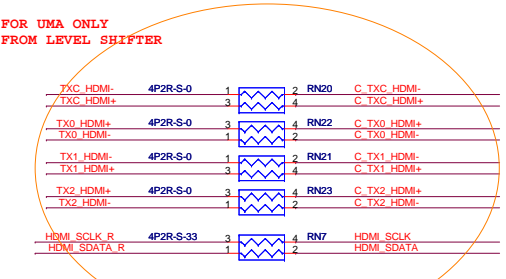 FOR UMA ONLY
FROM LEVEL SHIFTER
TXC_HDMI- 4P2R-S-0 1 2 RN20 C_TXC_HDMI-
TXC_HDMI+ 3 4 C_TXC_HDMI+
TX0_HDMI+ 4P2R-S-0 3 4 RN22 C_TX0_HDMI+
TX0_HDMI- 1 2 C_TX0_HDMI-
TX1_HDMI- 4P2R-S-0 1 2 RN21 C_TX1_HDMI-
TX1_HDMI+ 3 4 C_TX1_HDMI+
TX2_HDMI+ 4P2R-S-0 3 4 RN23 C_TX2_HDMI+
TX2_HDMI- 1 2 C_TX2_HDMI-
HDMI_SCLK_R 4P2R-S-33 3 4 RN7 HDMI_SCLK
HDMI_SDATA_R 1 2 HDMI_SDATA